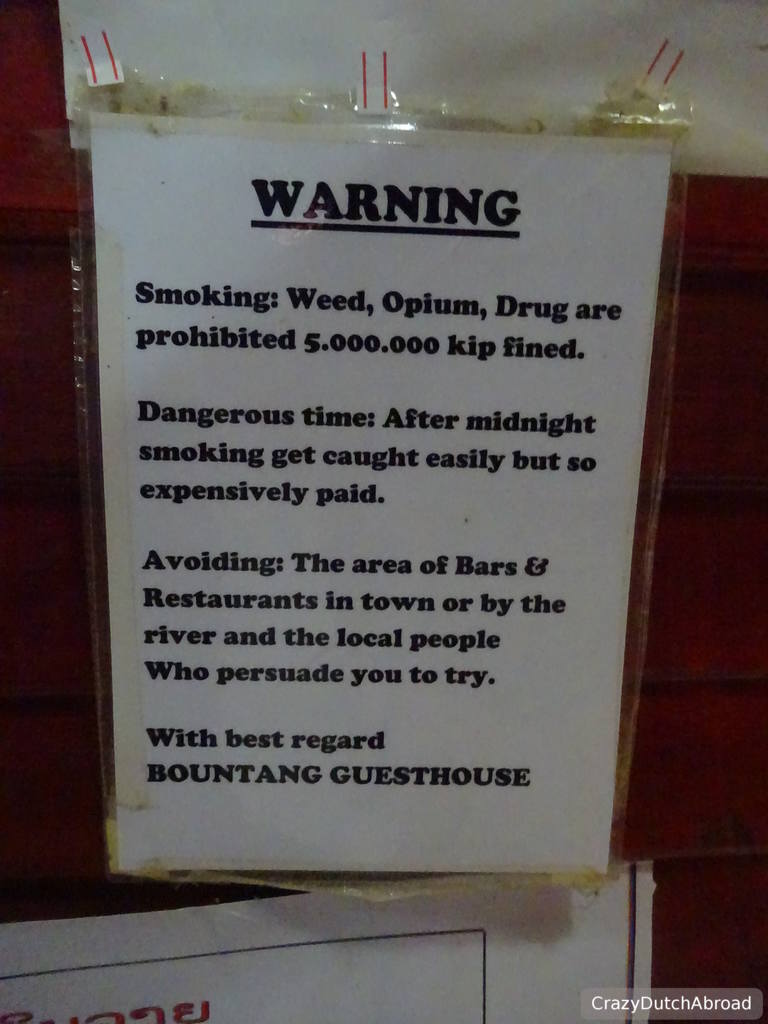 WARNING
Smoking: Weed, Opium, Drug are
prohibited 5.000.000 kip fined.
Dangerous time: After midnight
smoking get caught easily but so
expensively paid.
Avoiding: The area of Bars &
Restaurants in town or by the
river and the local people
Who persuade you to try.
With best regard
BOUNTANG GUESTHOUSE
CrazyDutchAbroad